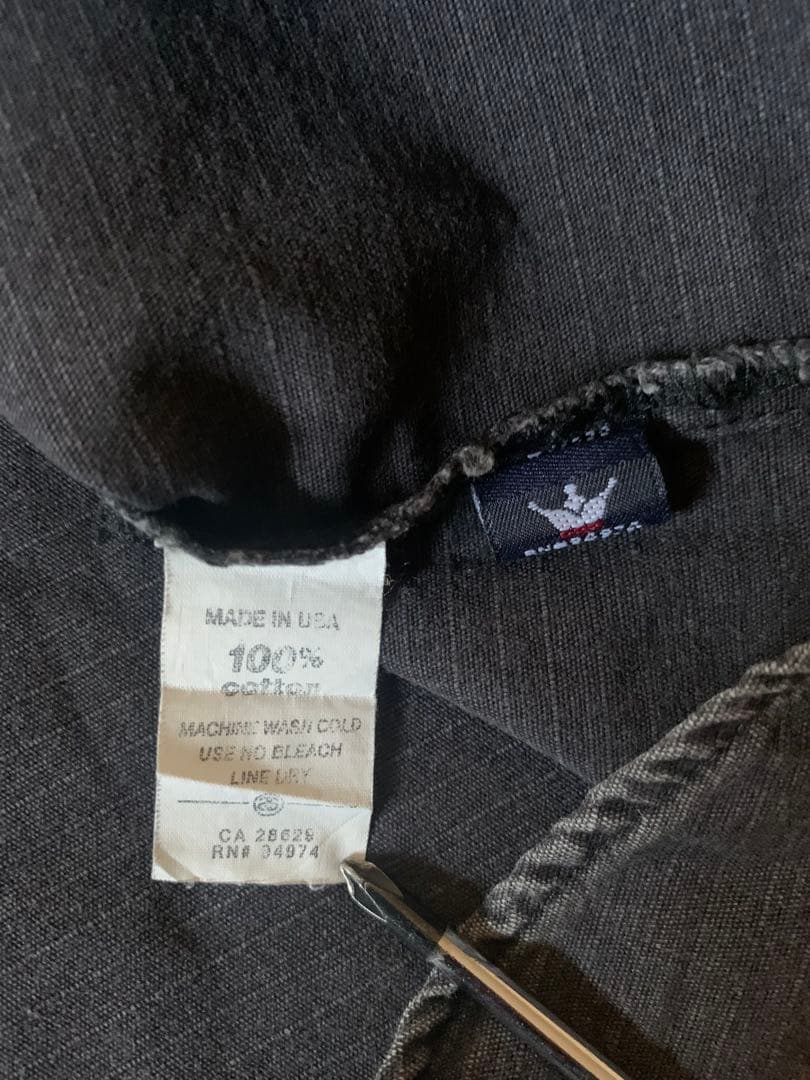 MADE IN USA
100%
cotton
MACHINE WASH COLD
USE NO BLEACH
LINE DRY
CA 28629
RN# 94974